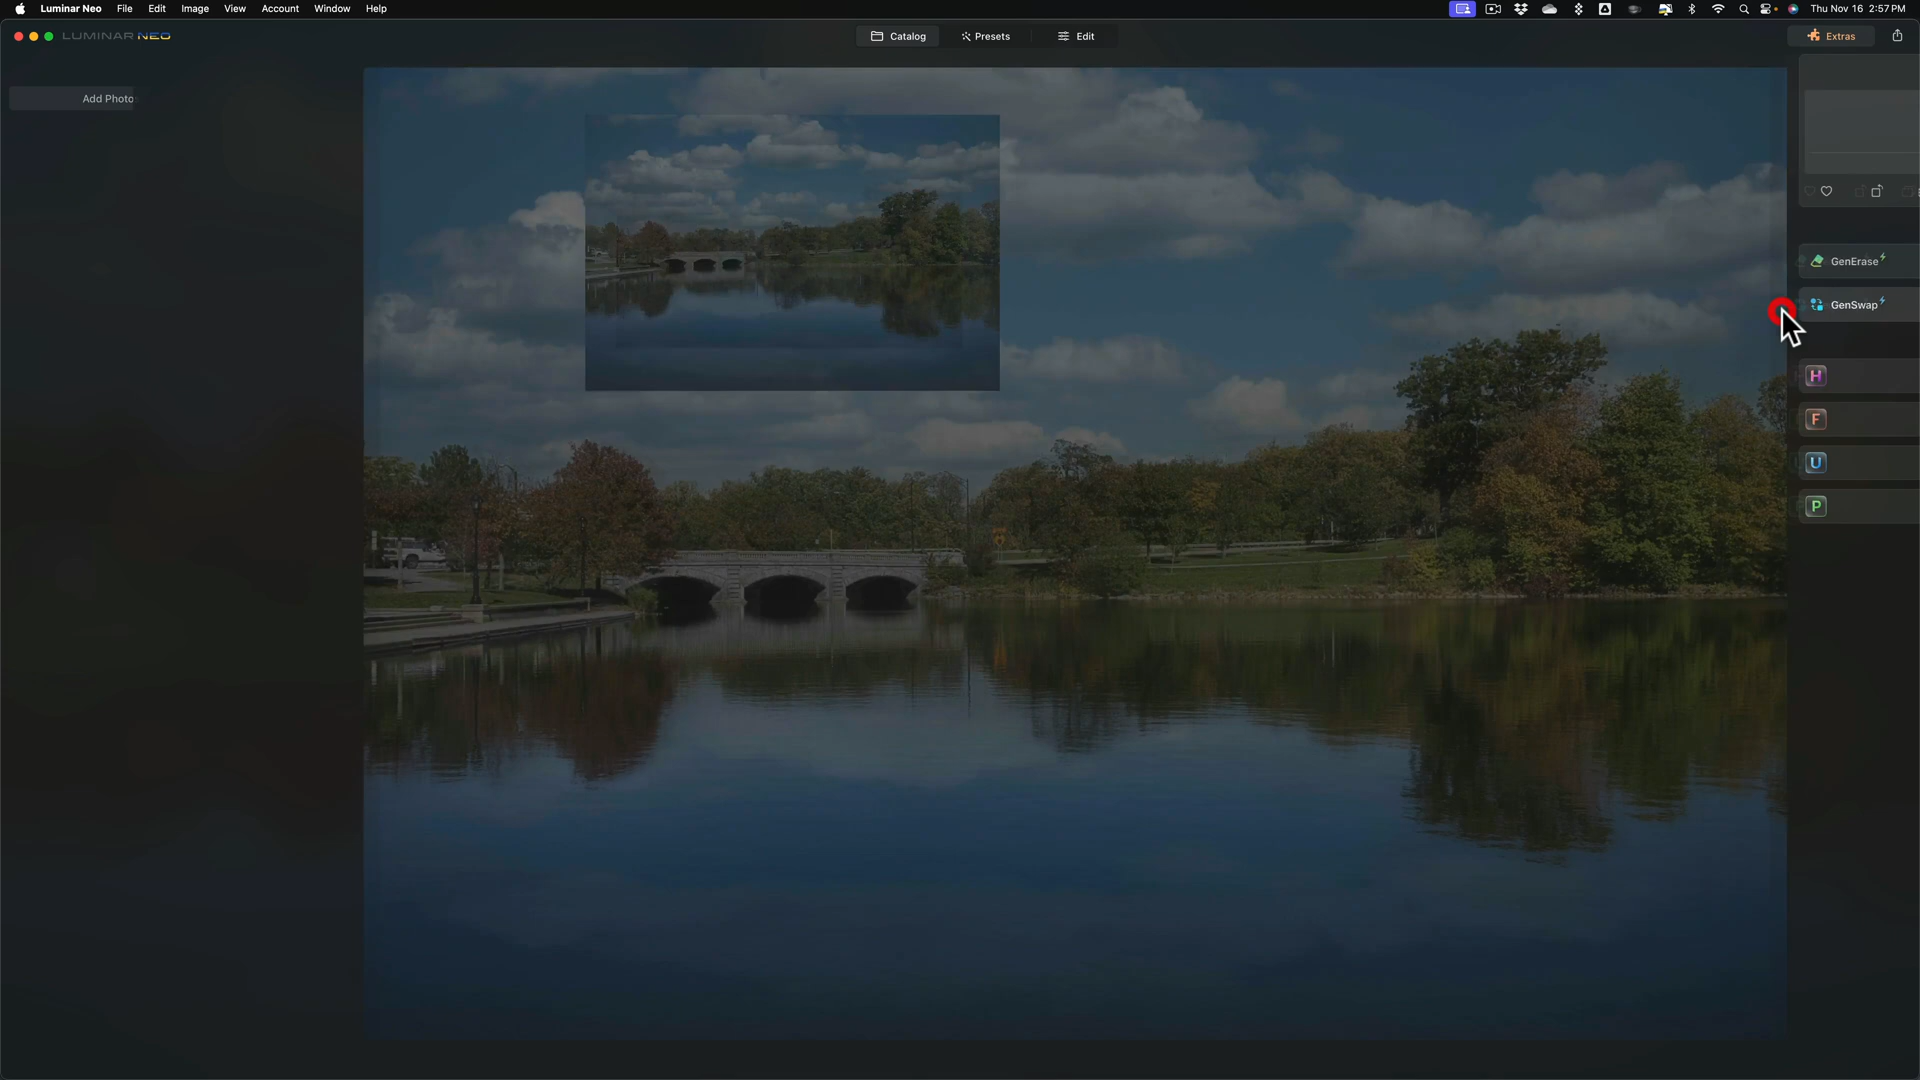 Luminar Neo File Edit Image View Account Window Help Thu Nov 16 2:57 PM
LUMINAR NEO Catalog Presets Edit Extras
Add Photo
GenErase
GenSwap
H
F
U
P